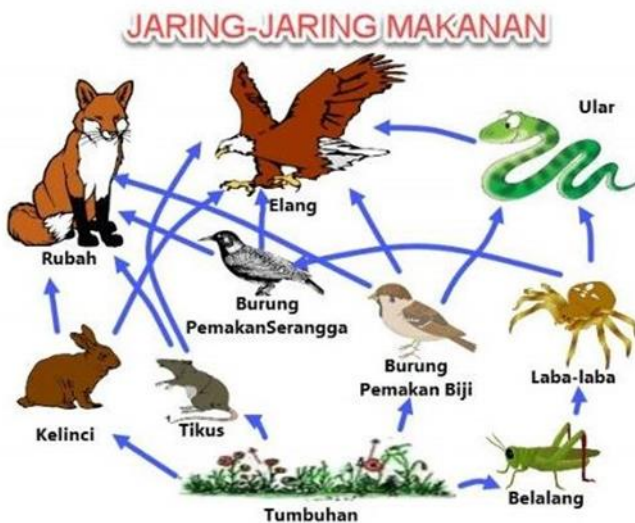 JARING-JARING MAKANAN
Ular
Elang
Rubah
Burung
PemakanSerangga
Burung
Pemakan Biji
Laba-laba
Kelinci
Tikus
Belalang
Tumbuhan